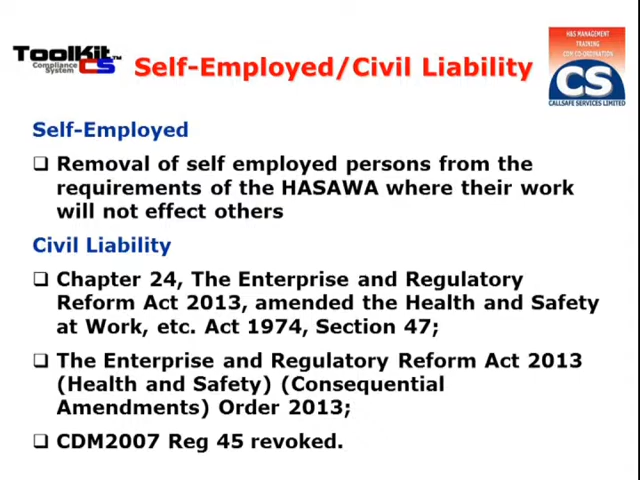 ToolKit™
Compliance
System CS
Self-Employed/Civil Liability
H&S MANAGEMENT
TRAINING
CDM CO-ORDINATION
CS
CALLSAFE SERVICES LIMITED
Self-Employed
❑ Removal of self employed persons from the
requirements of the HASAWA where their work
will not effect others
Civil Liability
❑ Chapter 24, The Enterprise and Regulatory
Reform Act 2013, amended the Health and Safety
at Work, etc. Act 1974, Section 47;
❑ The Enterprise and Regulatory Reform Act 2013
(Health and Safety) (Consequential
Amendments) Order 2013;
❑ CDM2007 Reg 45 revoked.